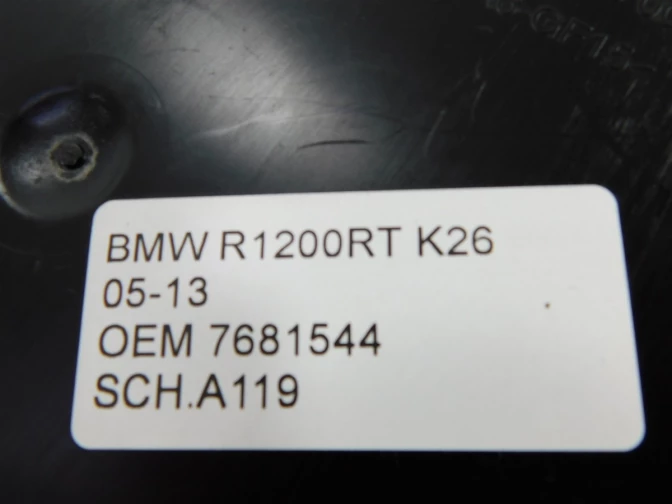 BMW R1200RT K26
05-13
OEM 7681544
SCH.A119